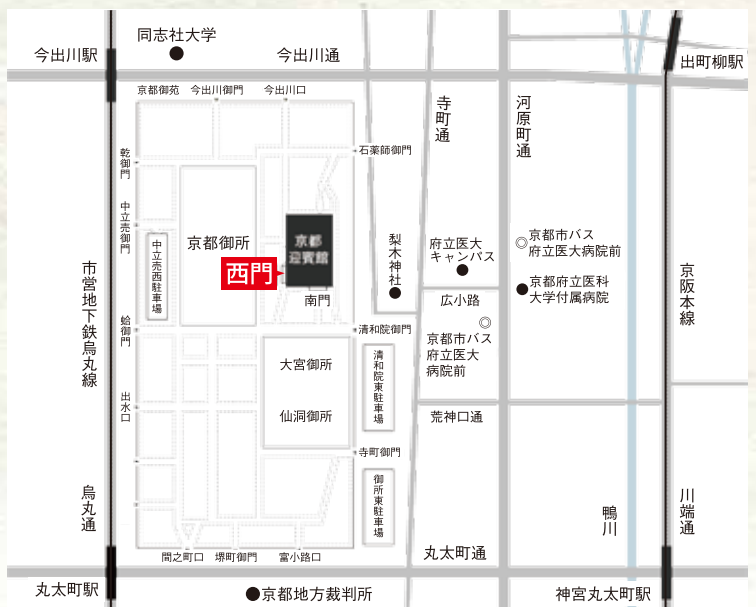 同志社大学
今出川駅
今出川通
出町柳駅
京都御苑
今出川御門
今出川口
寺町通
河原町通
乾御門
石薬師御門
中立売御門
中立売西駐車場
京都御所
京都
迎賓館
西門
南門
梨木神社
府立医大
キャンバス
京都市バス
府立医大病院前
京都府立医科
大学付属病院
広小路
京都市バス
府立医大
病院前
市営地下鉄烏丸線
京阪本線
蛤御門
清和院御門
大宮御所
仙洞御所
清和院東駐車場
出水口
荒神口通
寺町御門
御所東駐車場
烏丸通
鴨川
川端通
間之町口
堺町御門
富小路口
丸太町通
丸太町駅
京都地方裁判所
神宮丸太町駅